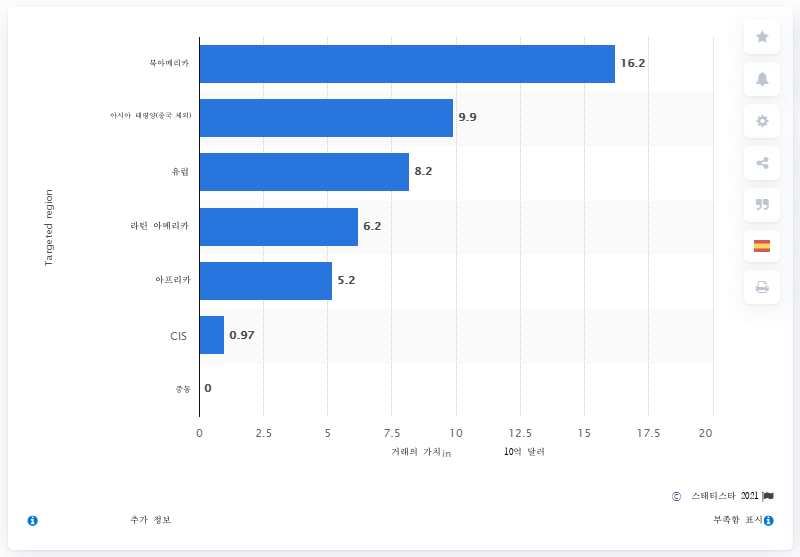 북아메리카
16.2
아시아 태평양(중국 제외)
9.9
유럽
8.2
라틴 아메리카
6.2
아프리카
5.2
CIS
0.97
중동
0
Targeted region
0 2.5 5 7.5 10 12.5 15 17.5 20
거래의 가치in 10억 달러
© 스태티스타 2021
추가 정보
부족함 표시